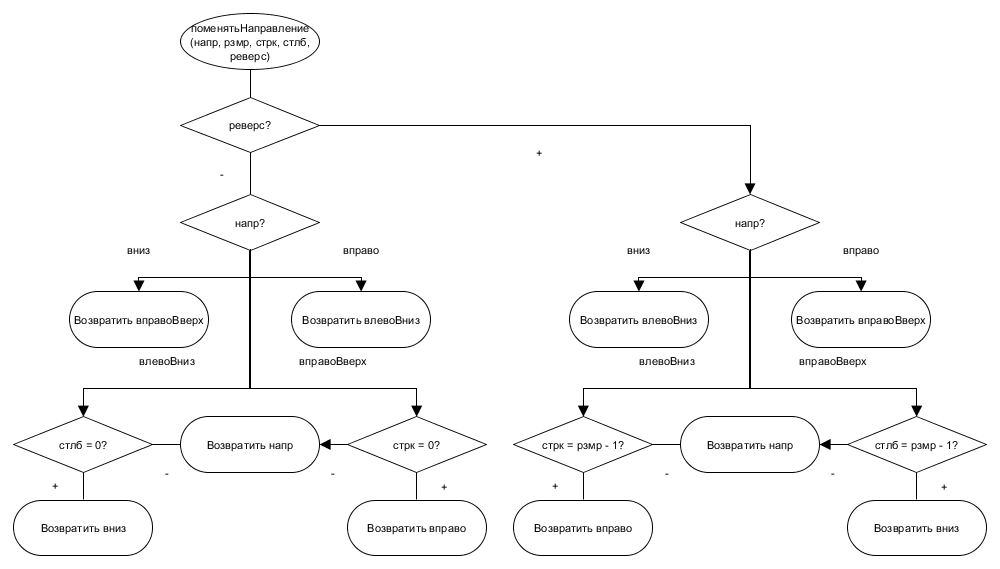 поменятьНаправление
(напр, рзмр, стрк, стлб,
реверс)
реверс?
+
-
напр?
напр?
вниз
вправо
вниз
вправо
Возвратить вправоВверх
Возвратить влевоВниз
Возвратить влевоВниз
Возвратить вправоВверх
влевоВниз
вправоВверх
влевоВниз
вправоВверх
стлб = 0?
Возвратить напр
стрк = 0?
стрк = рзмр - 1?
Возвратить напр
стлб = рзмр - 1?
-
-
-
-
+
+
+
+
Возвратить вниз
Возвратить вправо
Возвратить вправо
Возвратить вниз